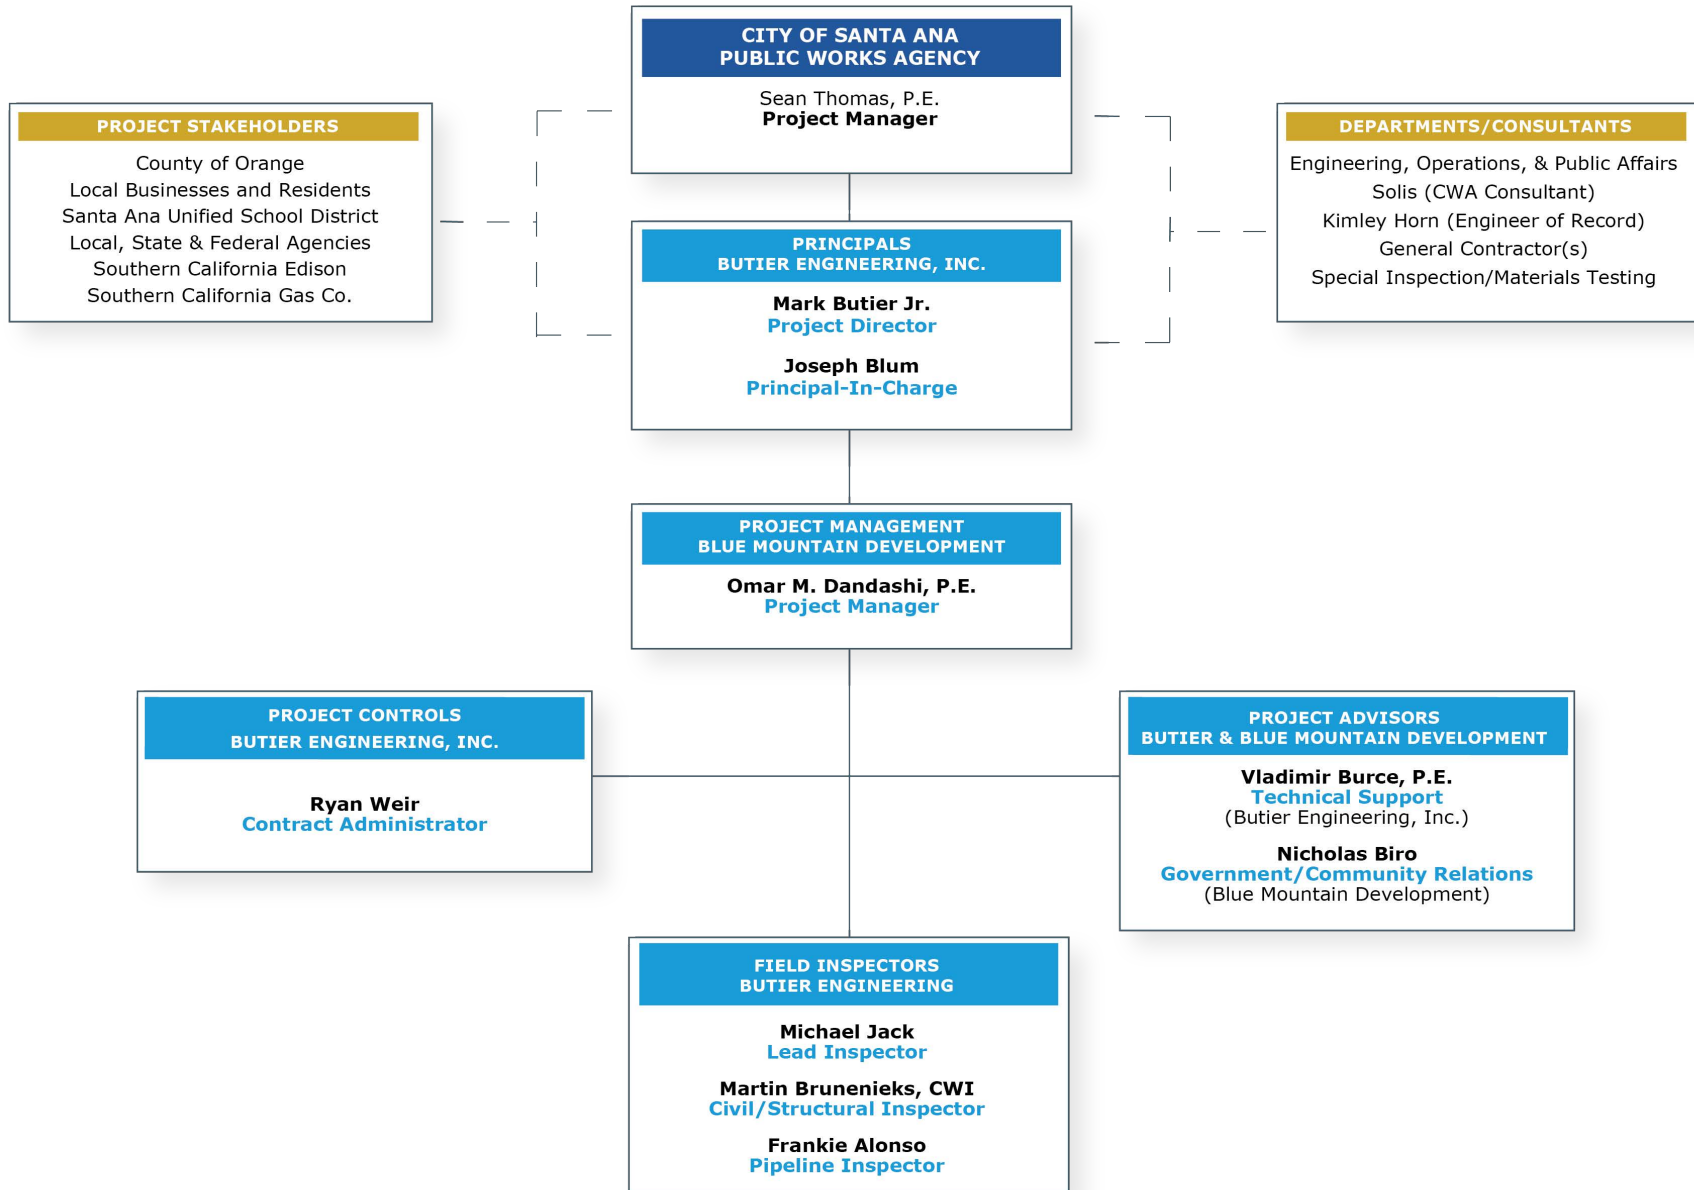 CITY OF SANTA ANA
PUBLIC WORKS AGENCY
Sean Thomas, P.E.
Project Manager
PROJECT STAKEHOLDERS
County of Orange
Local Businesses and Residents
Santa Ana Unified School District
Local, State & Federal Agencies
Southern California Edison
Southern California Gas Co.
DEPARTMENTS/CONSULTANTS
Engineering, Operations, & Public Affairs
Solis (CWA Consultant)
Kimley Horn (Engineer of Record)
General Contractor(s)
Special Inspection/Materials Testing
PRINCIPALS
BUTIER ENGINEERING, INC.
Mark Butier Jr.
Project Director
Joseph Blum
Principal-In-Charge
PROJECT MANAGEMENT
BLUE MOUNTAIN DEVELOPMENT
Omar M. Dandashi, P.E.
Project Manager
PROJECT CONTROLS
BUTIER ENGINEERING, INC.
Ryan Weir
Contract Administrator
PROJECT ADVISORS
BUTIER & BLUE MOUNTAIN DEVELOPMENT
Vladimir Burce, P.E.
Technical Support
(Butier Engineering, Inc.)
Nicholas Biro
Government/Community Relations
(Blue Mountain Development)
FIELD INSPECTORS
BUTIER ENGINEERING
Michael Jack
Lead Inspector
Martin Brunenieks, CWI
Civil/Structural Inspector
Frankie Alonso
Pipeline Inspector